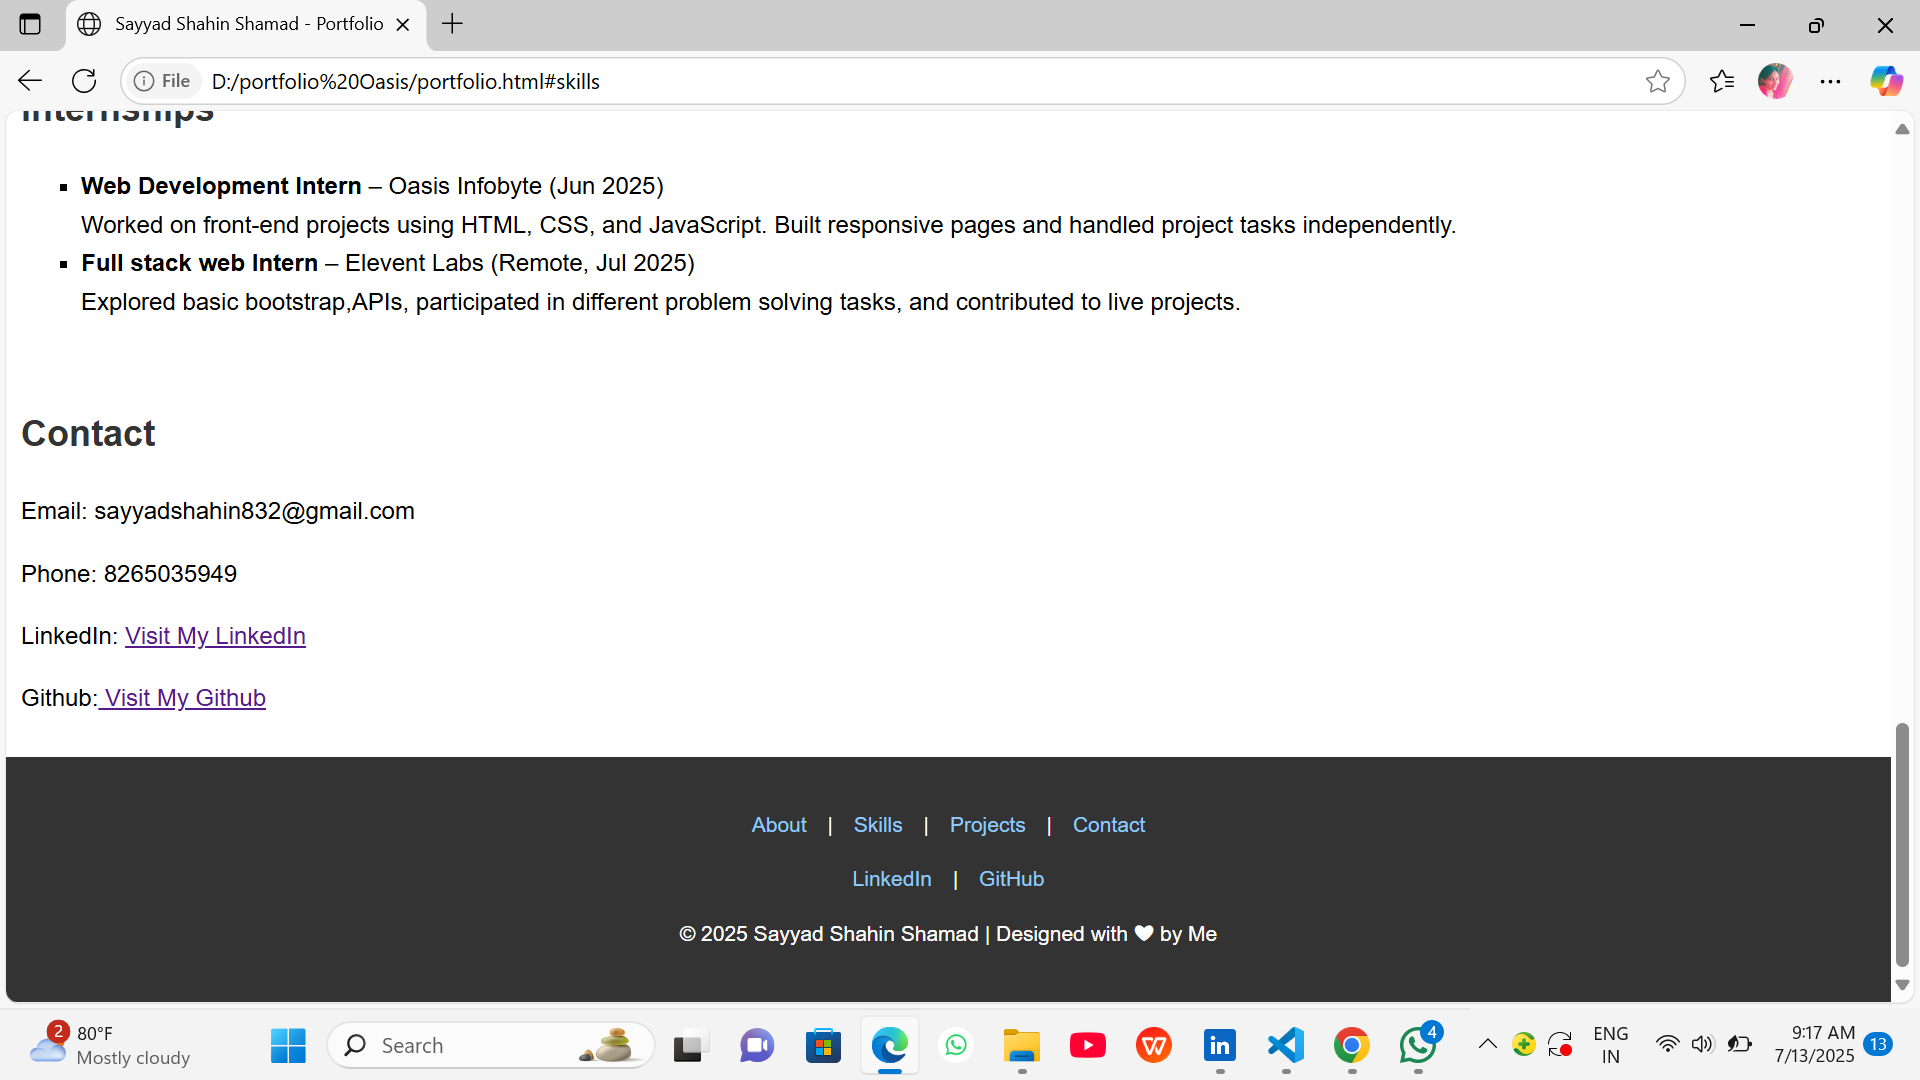 Sayyad Shahin Shamad - Portfolio
File
D:/portfolio%20Oasis/portfolio.html#skills
Internships
Web Development Intern – Oasis Infobyte (Jun 2025)
Worked on front-end projects using HTML, CSS, and JavaScript. Built responsive pages and handled project tasks independently.
Full stack web Intern – Elevent Labs (Remote, Jul 2025)
Explored basic bootstrap,APIs, participated in different problem solving tasks, and contributed to live projects.
Contact
Email: sayyadshahin832@gmail.com
Phone: 8265035949
LinkedIn: Visit My LinkedIn
Github: Visit My Github
About | Skills | Projects | Contact
LinkedIn | GitHub
© 2025 Sayyad Shahin Shamad | Designed with ❤ by Me
2
80°F
Mostly cloudy
Search
W
in
4
ENG
IN
9:17 AM
7/13/2025
13